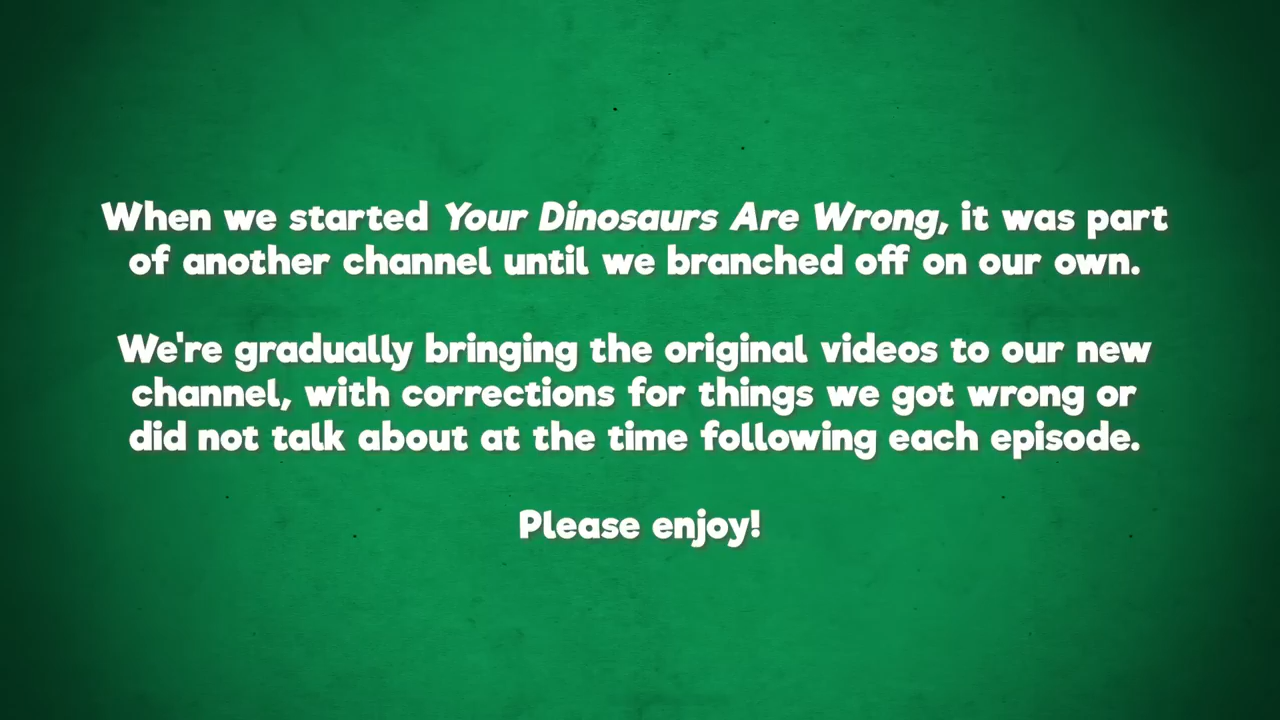 When we started Your Dinosaurs Are Wrong, it was part
of another channel until we branched off on our own.
We're gradually bringing the original videos to our new
channel, with corrections for things we got wrong or
did not talk about at the time following each episode.
Please enjoy!